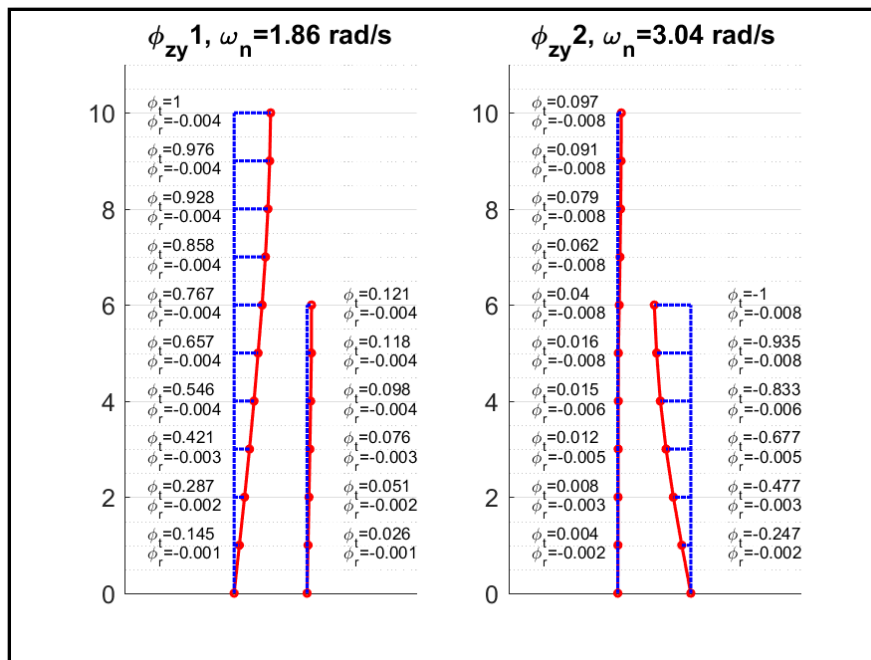 ϕzy1, ωn=1.86 rad/s
10
8
6
4
2
0
ϕt=1
ϕr=-0.004
ϕt=0.976
ϕr=-0.004
ϕt=0.928
ϕr=-0.004
ϕt=0.858
ϕr=-0.004
ϕt=0.767
ϕr=-0.004
ϕt=0.657
ϕr=-0.004
ϕt=0.546
ϕr=-0.004
ϕt=0.421
ϕr=-0.003
ϕt=0.287
ϕr=-0.002
ϕt=0.145
ϕr=-0.001
ϕt=0.121
ϕr=-0.004
ϕt=0.118
ϕr=-0.004
ϕt=0.098
ϕr=-0.004
ϕt=0.076
ϕr=-0.003
ϕt=0.051
ϕr=-0.002
ϕt=0.026
ϕr=-0.001
ϕzy2, ωn=3.04 rad/s
10
8
6
4
2
0
ϕt=0.097
ϕr=-0.008
ϕt=0.091
ϕr=-0.008
ϕt=0.079
ϕr=-0.008
ϕt=0.062
ϕr=-0.008
ϕt=0.04
ϕr=-0.008
ϕt=0.016
ϕr=-0.008
ϕt=0.015
ϕr=-0.006
ϕt=0.012
ϕr=-0.005
ϕt=0.008
ϕr=-0.003
ϕt=0.004
ϕr=-0.002
ϕt=-1
ϕr=-0.008
ϕt=-0.935
ϕr=-0.008
ϕt=-0.833
ϕr=-0.006
ϕt=-0.677
ϕr=-0.005
ϕt=-0.477
ϕr=-0.003
ϕt=-0.247
ϕr=-0.002